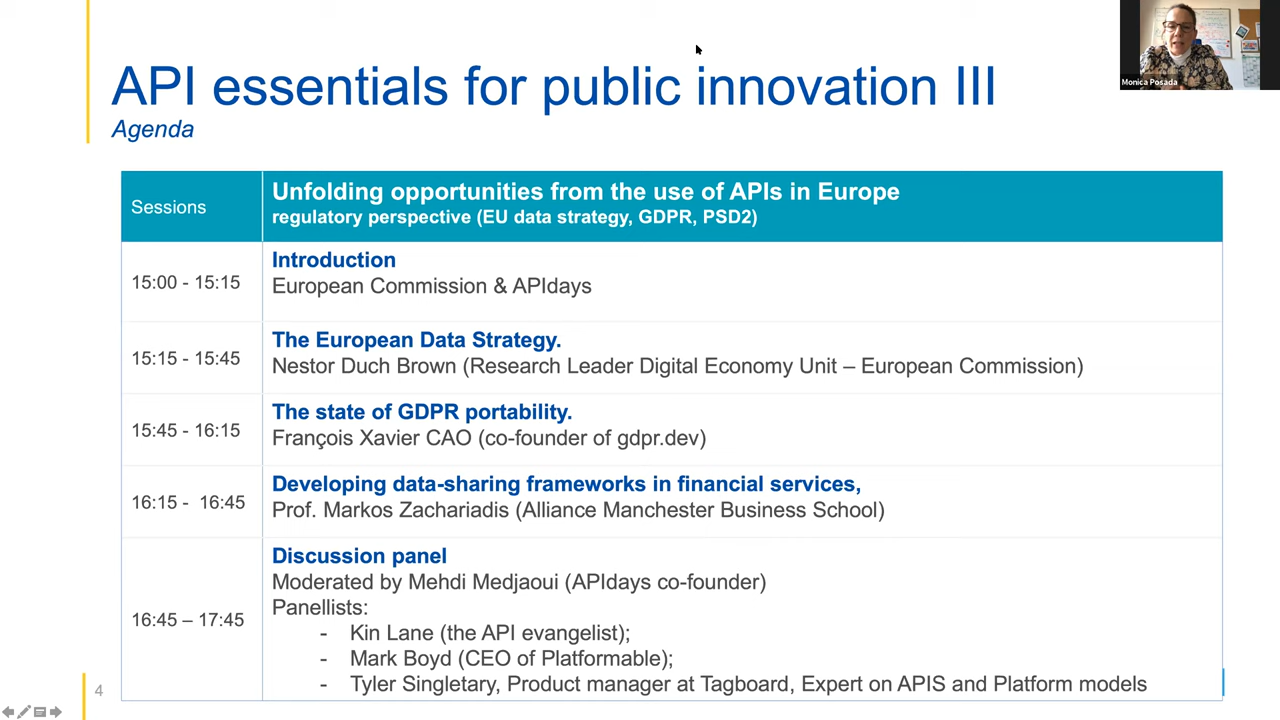 API essentials for public innovation III
Agenda
Monica Posada
Sessions
Unfolding opportunities from the use of APIs in Europe
regulatory perspective (EU data strategy, GDPR, PSD2)
15:00 - 15:15
Introduction
European Commission & APIdays
15:15 - 15:45
The European Data Strategy.
Nestor Duch Brown (Research Leader Digital Economy Unit – European Commission)
15:45 - 16:15
The state of GDPR portability.
François Xavier CAO (co-founder of gdpr.dev)
16:15 -  16:45
Developing data-sharing frameworks in financial services,
Prof. Markos Zachariadis (Alliance Manchester Business School)
16:45 – 17:45
Discussion panel
Moderated by Mehdi Medjaoui (APIdays co-founder)
Panellists:
- Kin Lane (the API evangelist);
- Mark Boyd (CEO of Platformable);
- Tyler Singletary, Product manager at Tagboard, Expert on APIS and Platform models
4